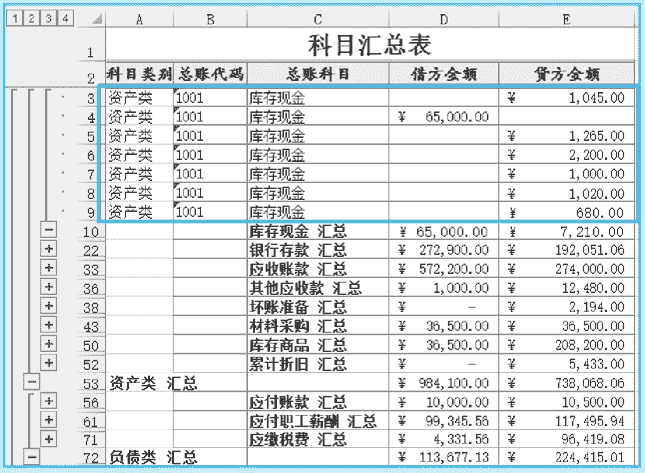 1 2 3 4 A B C D E
1 科目汇总表
2 科目类别 总账代码 总账科目 借方金额 贷方金额
3 资产类 1001 库存现金 ¥ 1,045.00
4 资产类 1001 库存现金 ¥ 65,000.00
5 资产类 1001 库存现金 ¥ 1,265.00
6 资产类 1001 库存现金 ¥ 2,200.00
7 资产类 1001 库存现金 ¥ 1,000.00
8 资产类 1001 库存现金 ¥ 1,020.00
9 资产类 1001 库存现金 ¥ 680.00
10 库存现金 汇总 ¥ 65,000.00 ¥ 7,210.00
22 银行存款 汇总 ¥ 272,900.00 ¥ 192,051.06
33 应收账款 汇总 ¥ 572,200.00 ¥ 274,000.00
36 其他应收款 汇总 ¥ 1,000.00 ¥ 12,480.00
38 坏账准备 汇总 ¥ - ¥ 2,194.00
43 材料采购 汇总 ¥ 36,500.00 ¥ 36,500.00
50 库存商品 汇总 ¥ 36,500.00 ¥ 208,200.00
52 累计折旧 汇总 ¥ - ¥ 5,433.00
53 资产类 汇总 ¥ 984,100.00 ¥ 738,068.06
56 应付账款 汇总 ¥ 10,000.00 ¥ 10,500.00
61 应付职工薪酬 汇总 ¥ 99,345.56 ¥ 117,495.94
71 应缴税费 汇总 ¥ 4,331.56 ¥ 96,419.08
72 负债类 汇总 ¥ 113,677.13 ¥ 224,415.01